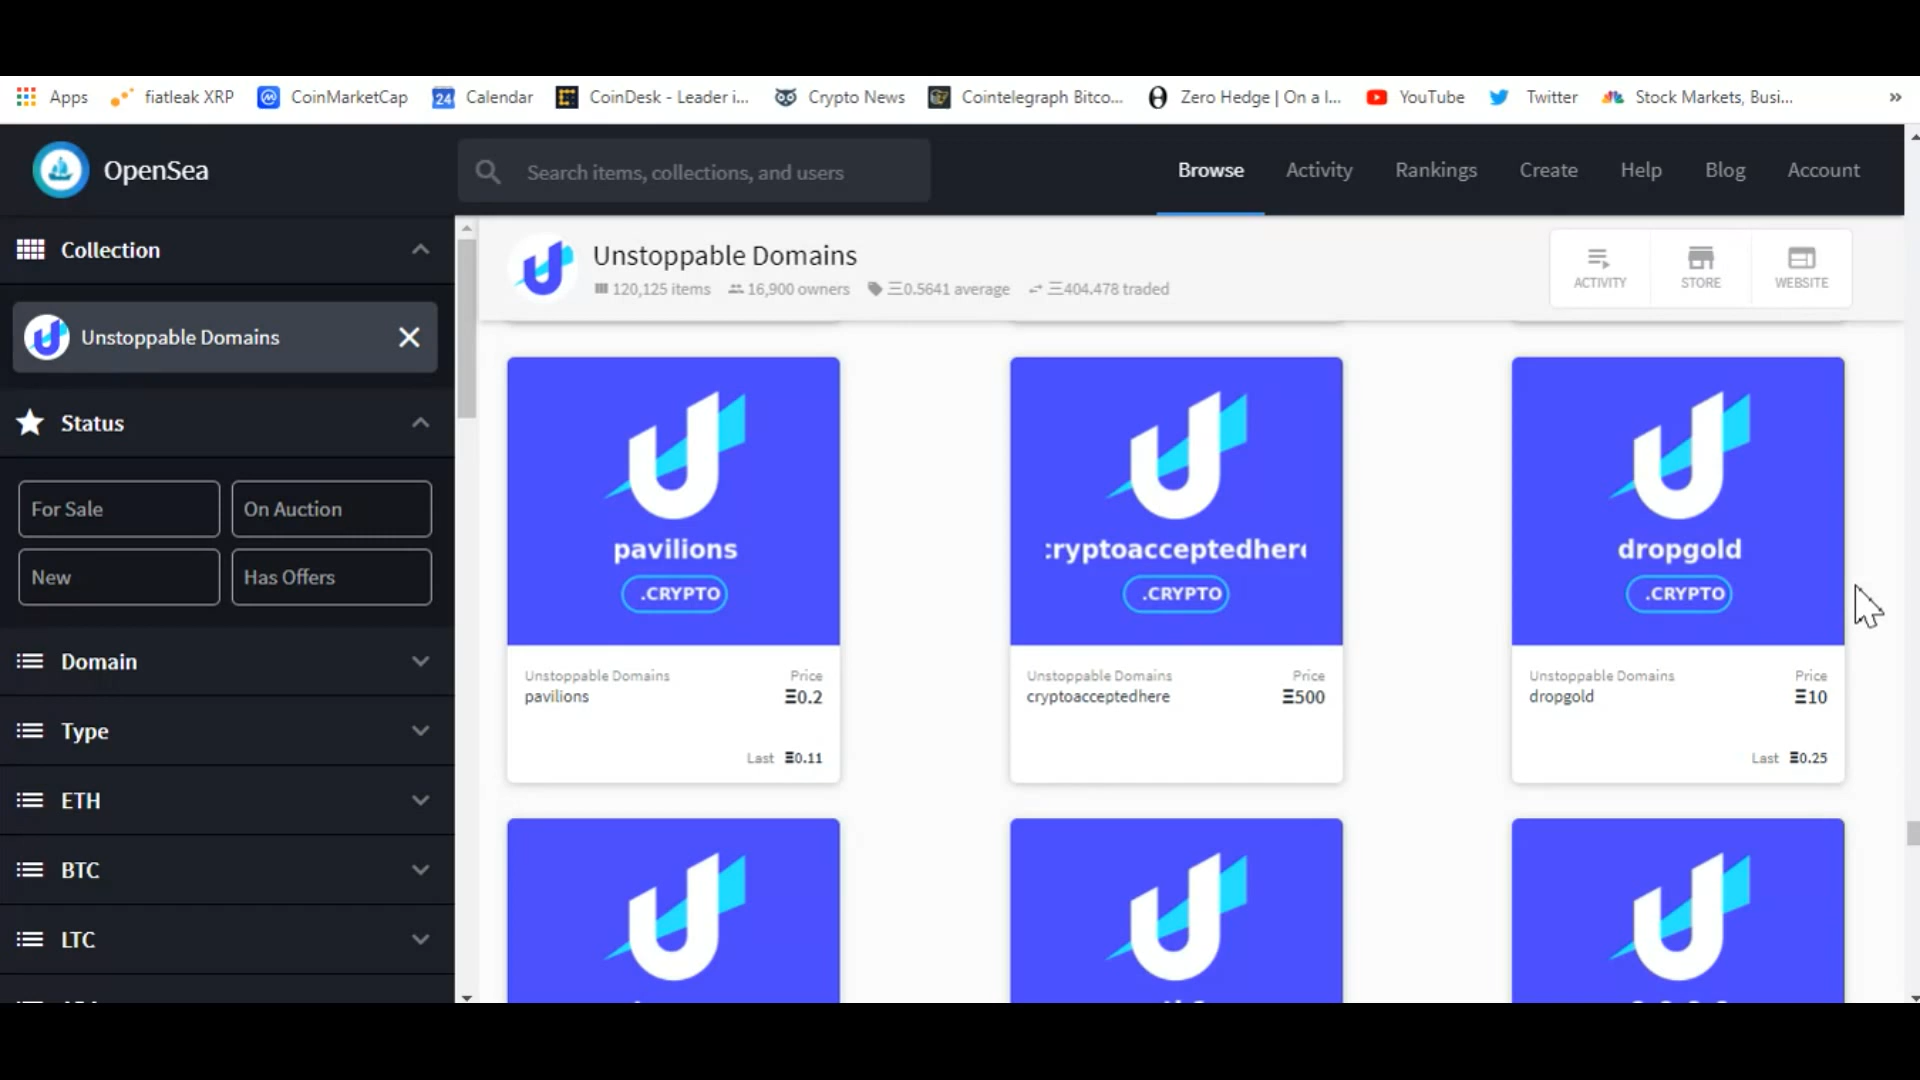 Apps fiatleak XRP CoinMarketCap 24 Calendar CoinDesk - Leader i... Crypto News Cointelegraph Bitco... Zero Hedge | On a l... YouTube Twitter Stock Markets, Busi... »
OpenSea Search items, collections, and users Browse Activity Rankings Create Help Blog Account
Collection
Unstoppable Domains
Status
For Sale On Auction
New Has Offers
Domain
Type
ETH
BTC
LTC
Unstoppable Domains
120,125 items 16,900 owners Ξ0.5641 average Ξ404.478 traded
ACTIVITY STORE WEBSITE
pavilions :ryptoacceptedhere dropgold
.CRYPTO .CRYPTO .CRYPTO
Unstoppable Domains Price Unstoppable Domains Price Unstoppable Domains Price
pavilions Ξ0.2 cryptoacceptedhere Ξ500 dropgold Ξ10
Last Ξ0.11 Last Ξ0.25